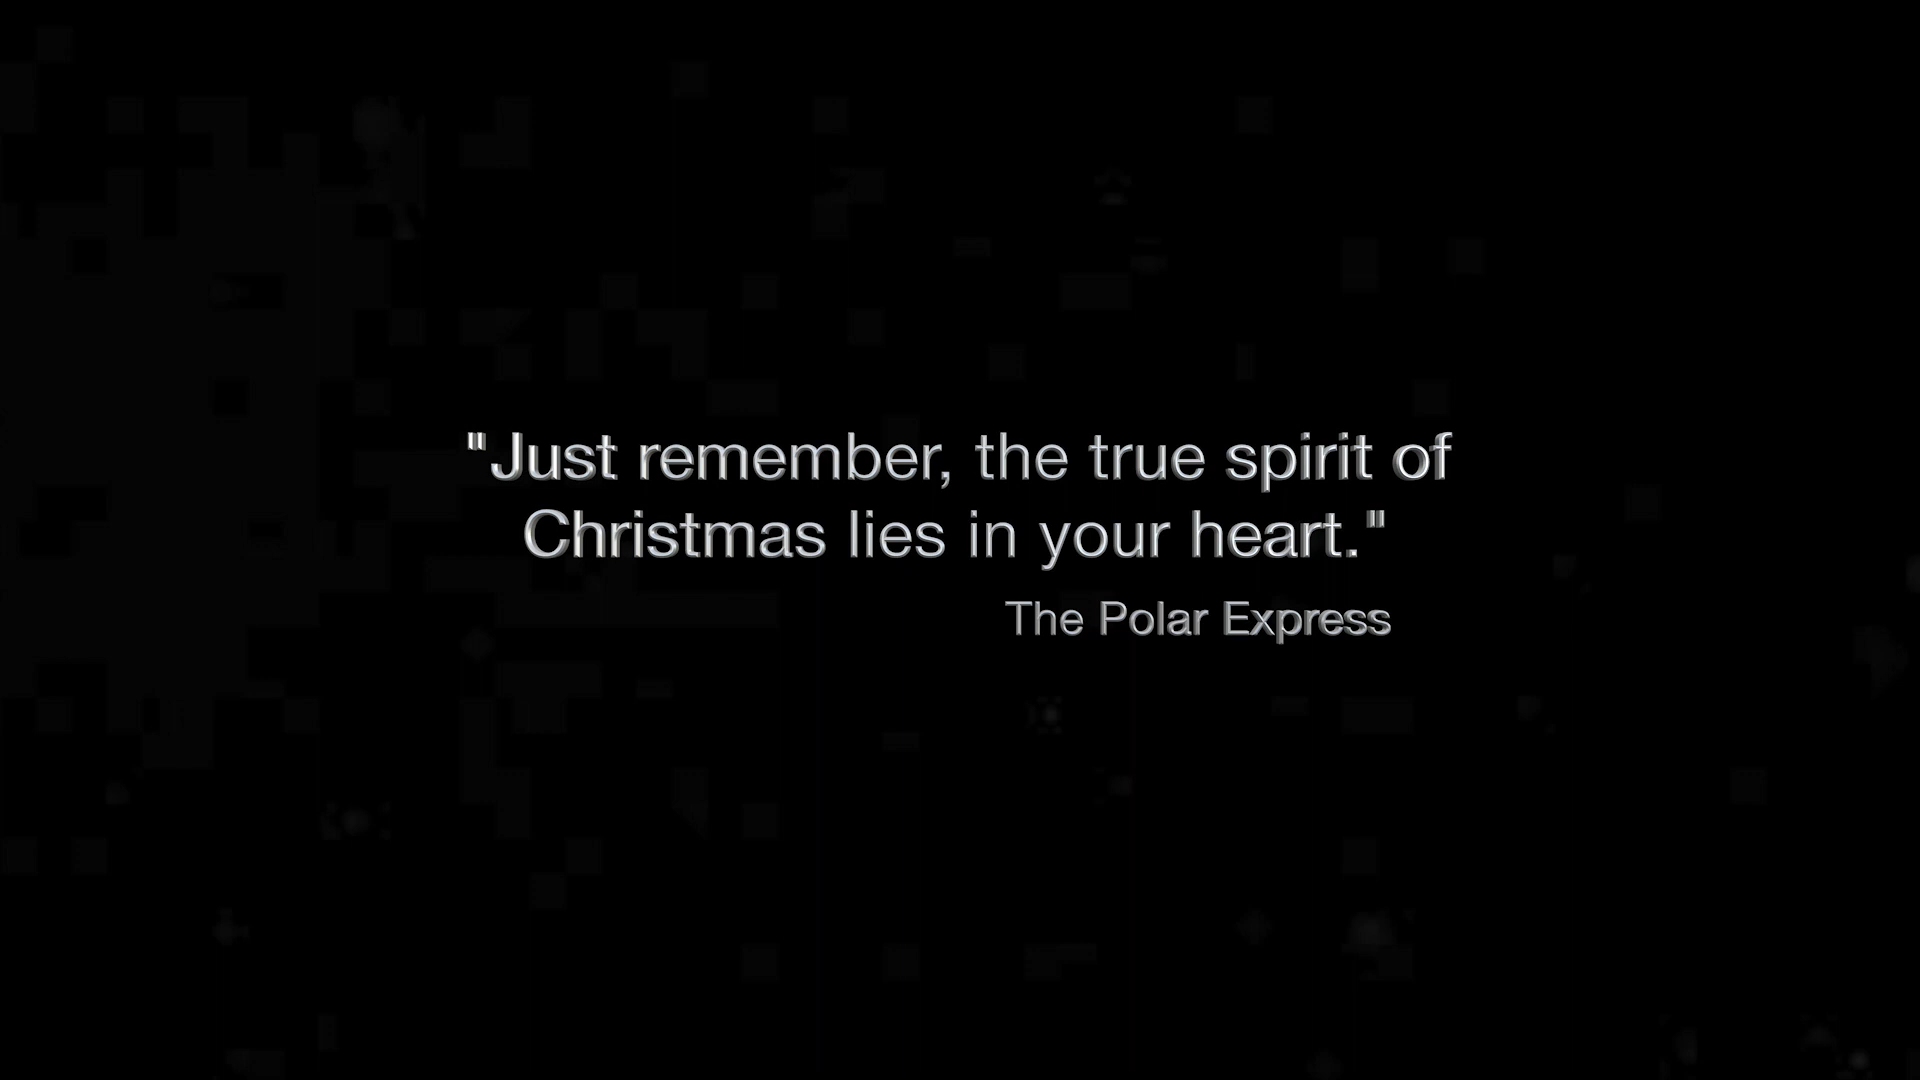 "Just remember, the true spirit of
Christmas lies in your heart."
The Polar Express